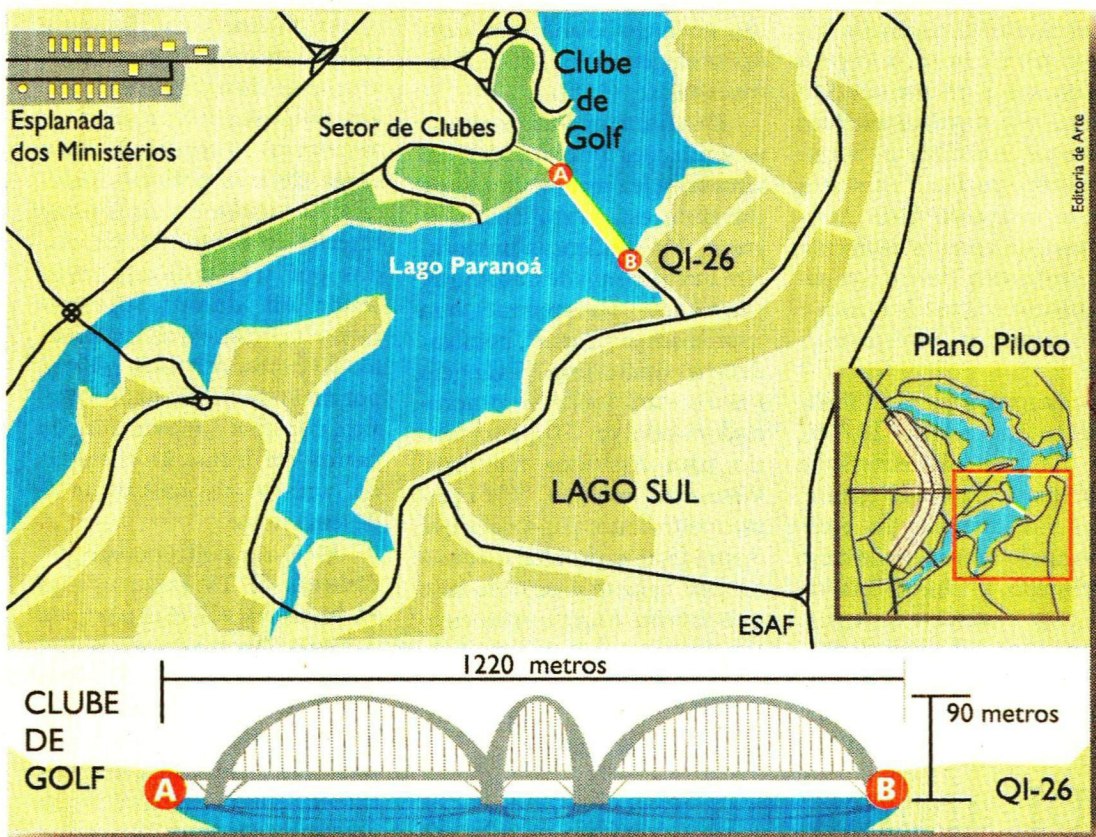 Esplanada
dos Ministérios
Setor de Clubes
Clube
de
Golf
A
B
QI-26
Lago Paranoá
Editoria de Arte
Plano Piloto
LAGO SUL
ESAF
1220 metros
90 metros
CLUBE
DE
GOLF
A
B
QI-26